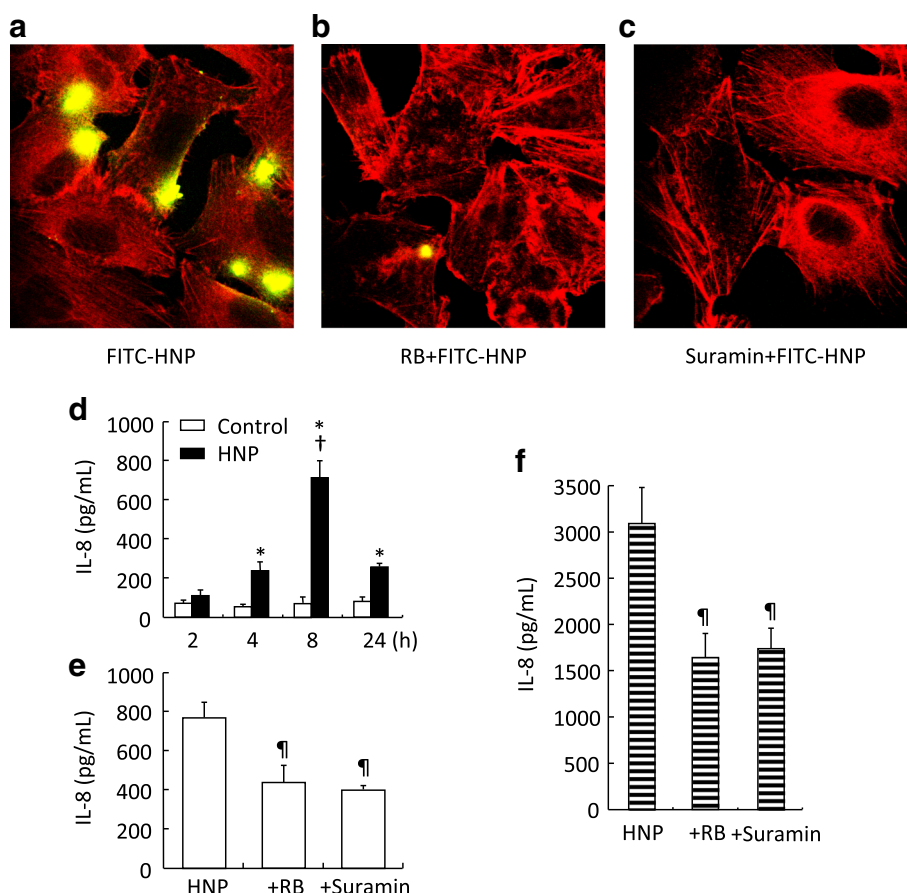 a
b
c
FITC-HNP
RB+FITC-HNP
Suramin+FITC-HNP
d
IL-8 (pg/mL)
1000
800
600
400
200
0
Control
HNP
*
*
†
*
2 4 8 24 (h)
e
IL-8 (pg/mL)
1000
800
600
400
200
0
¶
¶
HNP +RB +Suramin
f
IL-8 (pg/mL)
3500
3000
2500
2000
1500
1000
500
0
¶
¶
HNP +RB +Suramin